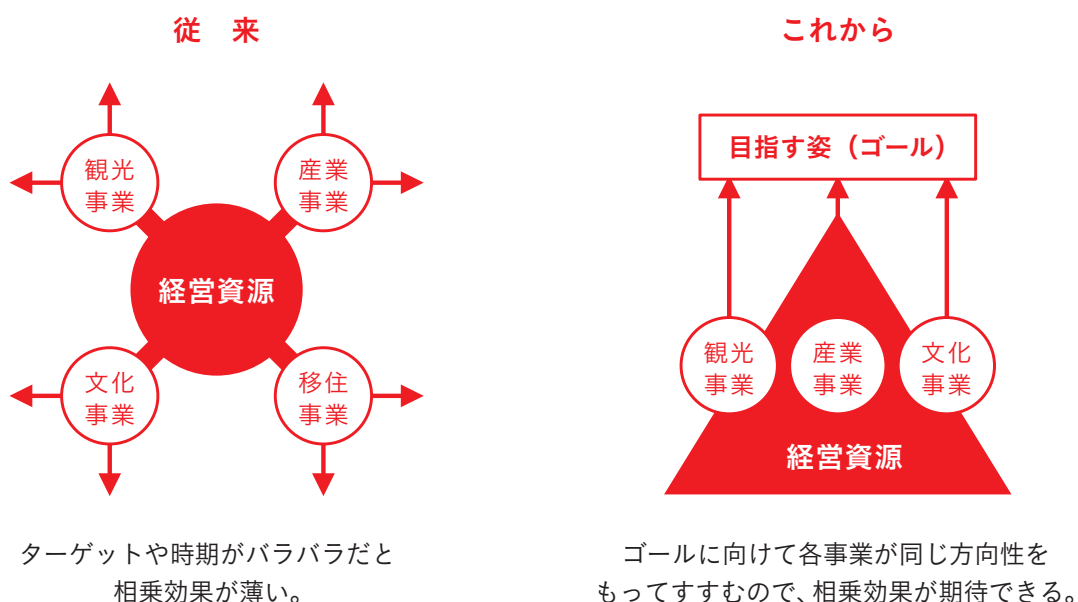 従 来
観光
事業
産業
事業
経営資源
文化
事業
移住
事業
ターゲットや時期がバラバラだと
相乗効果が薄い。
これから
目指す姿（ゴール）
観光
事業
産業
事業
文化
事業
経営資源
ゴールに向けて各事業が同じ方向性を
もってすすむので、相乗効果が期待できる。